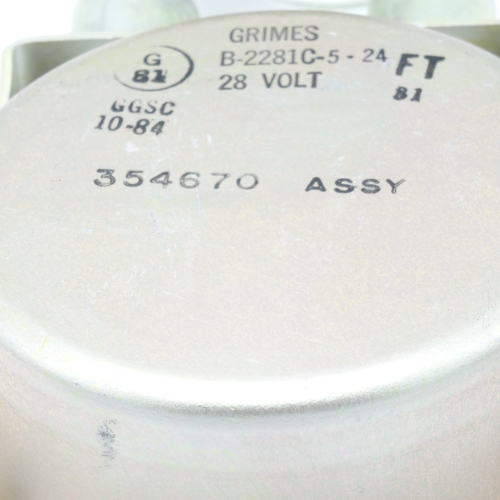 GRIMES
B-2281C-5-24
28 VOLT
G
81
FT
81
GGSC
10-84
354670 ASSY